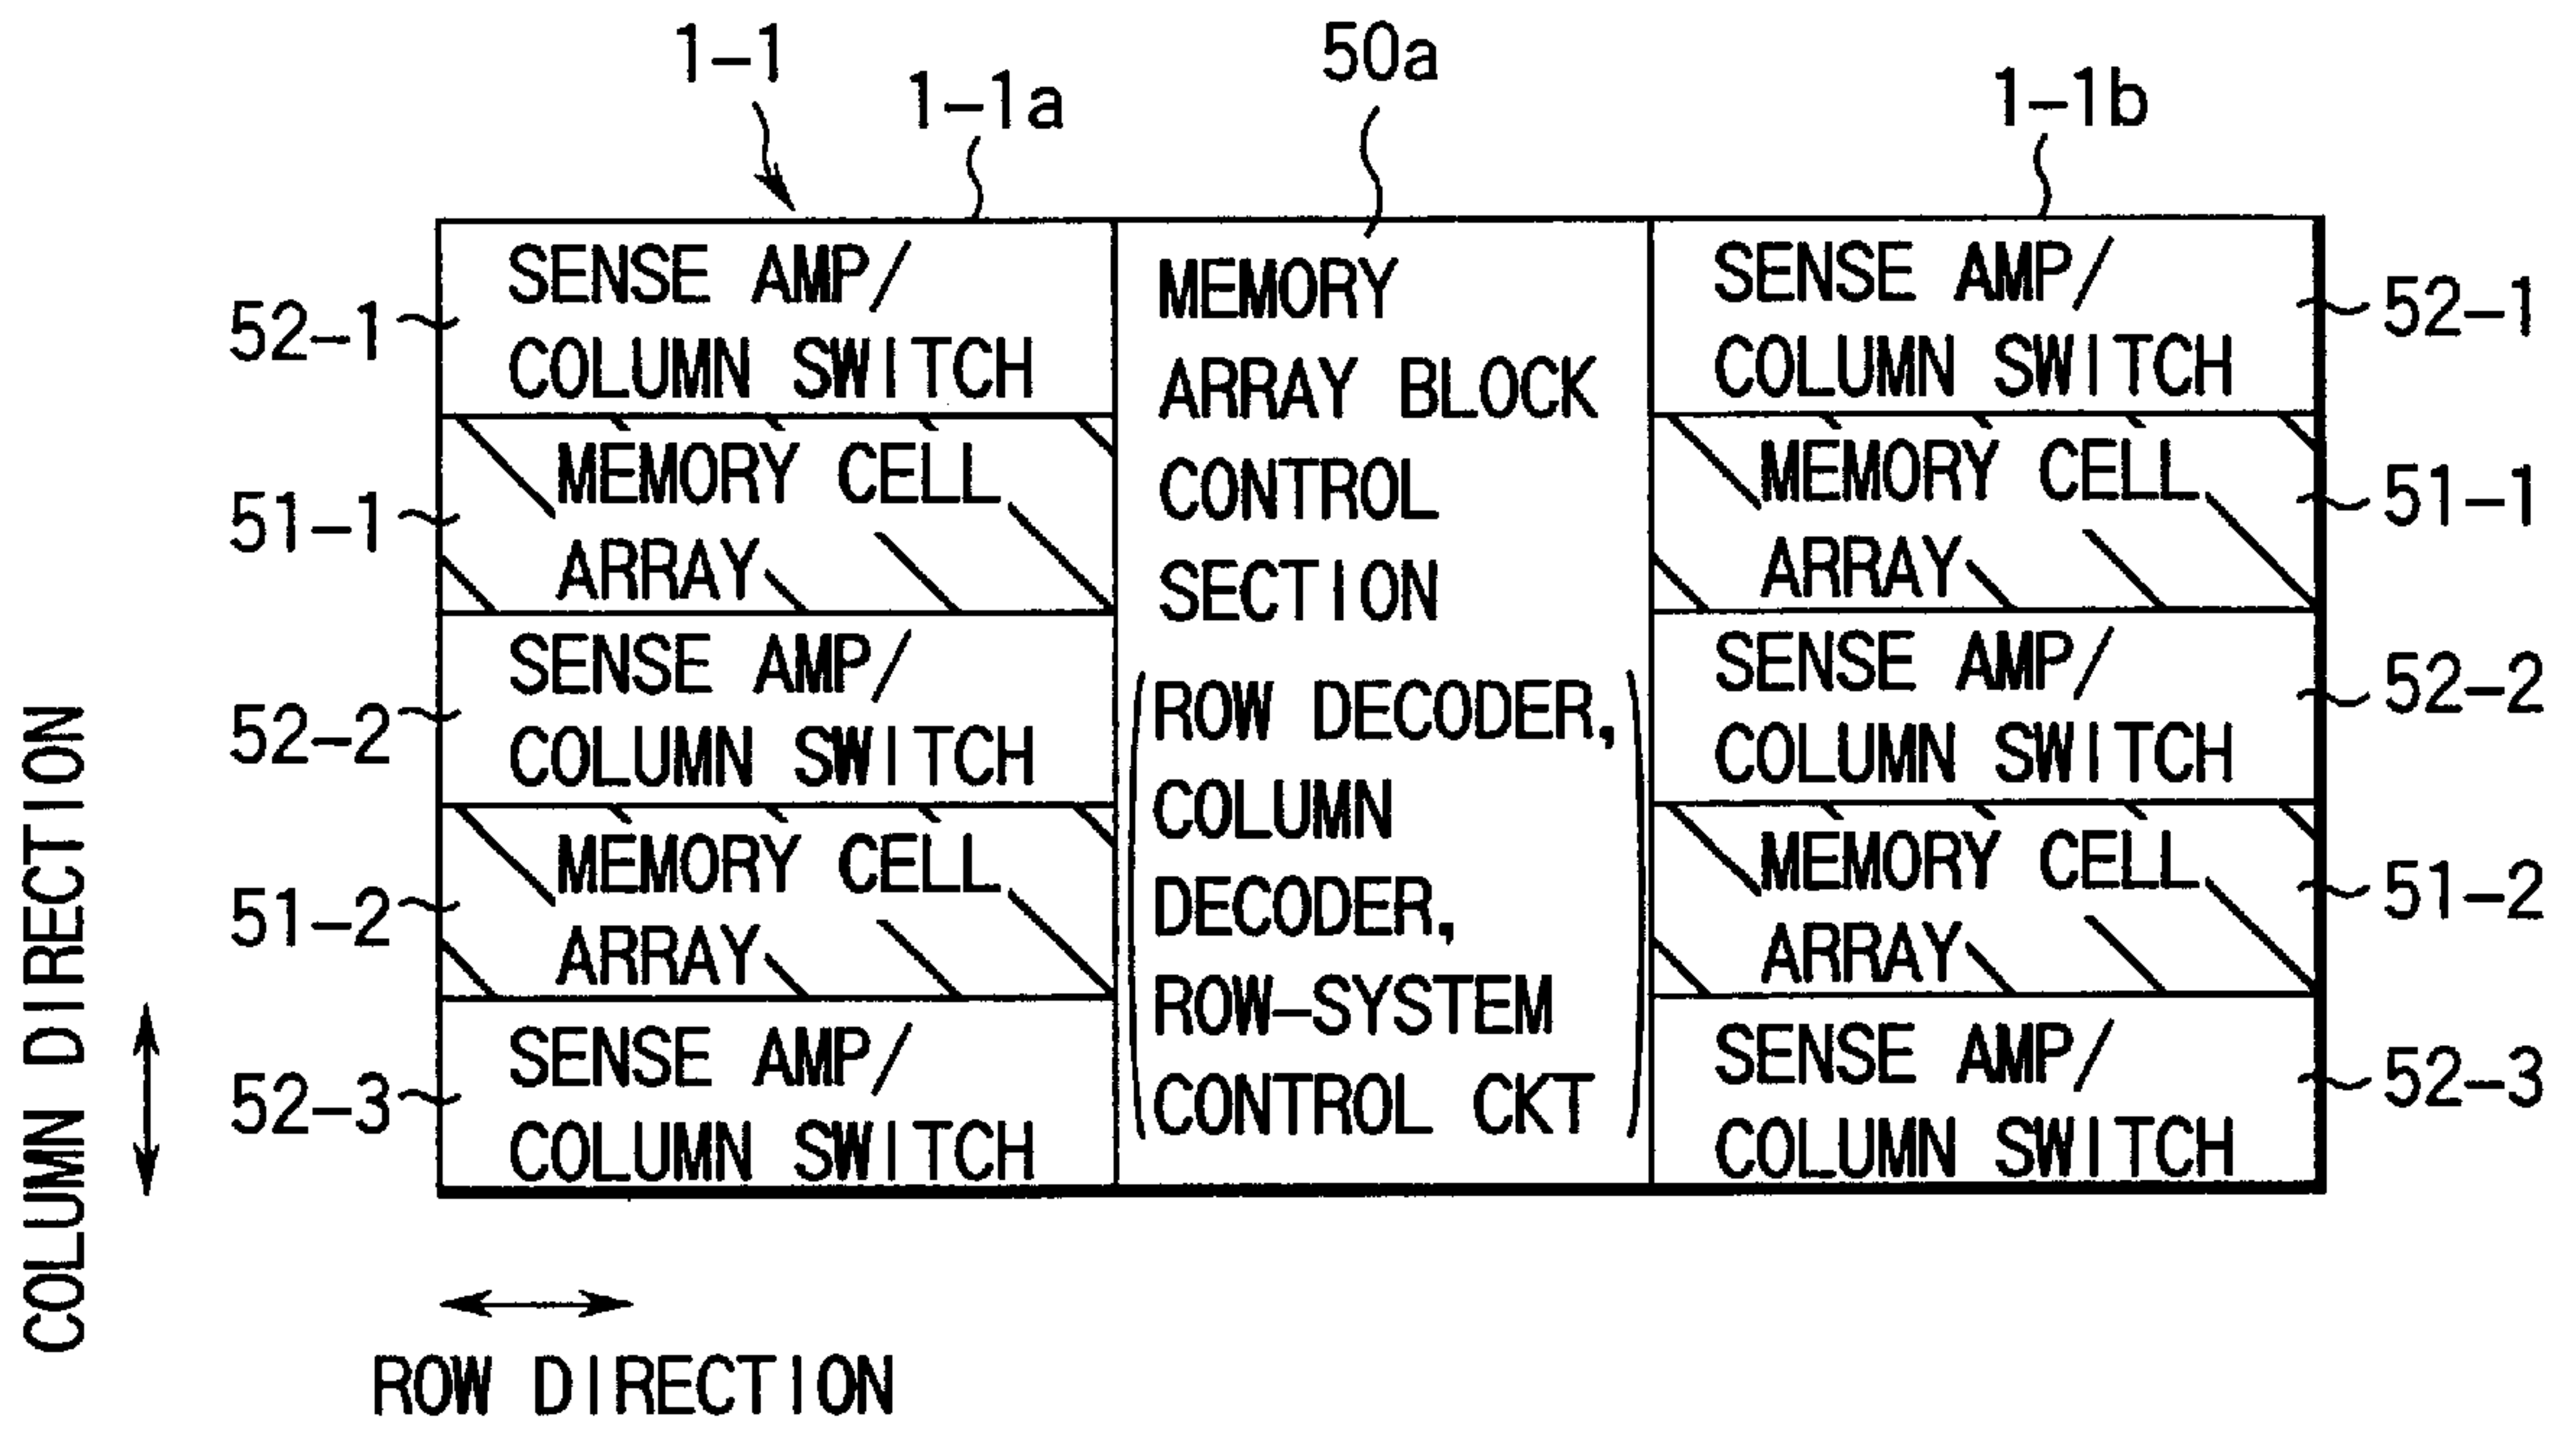 1-1
1-1a
50a
1-1b
SENSE AMP/
COLUMN SWITCH
MEMORY CELL
ARRAY
SENSE AMP/
COLUMN SWITCH
MEMORY CELL
ARRAY
SENSE AMP/
COLUMN SWITCH
52-1
51-1
52-2
51-2
52-3
MEMORY
ARRAY BLOCK
CONTROL
SECTION
(ROW DECODER,
COLUMN
DECODER,
ROW-SYSTEM
CONTROL CKT)
SENSE AMP/
COLUMN SWITCH
MEMORY CELL
ARRAY
SENSE AMP/
COLUMN SWITCH
MEMORY CELL
ARRAY
SENSE AMP/
COLUMN SWITCH
52-1
51-1
52-2
51-2
52-3
COLUMN DIRECTION
ROW DIRECTION